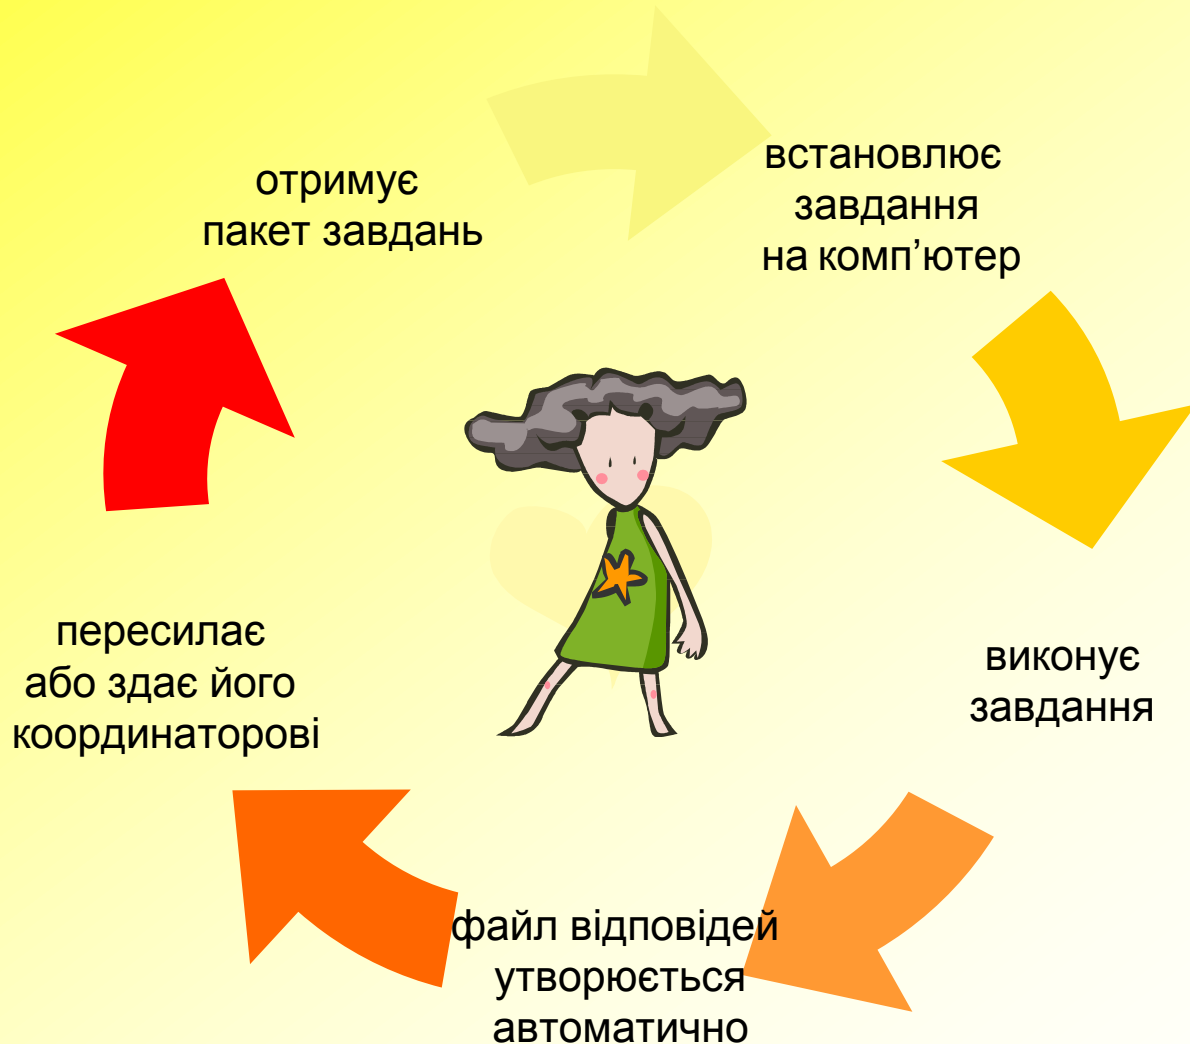 отримує
пакет завдань
встановлює
завдання
на комп’ютер
виконує
завдання
файл відповідей
утворюється
автоматично
пересилає
або здає його
координаторові